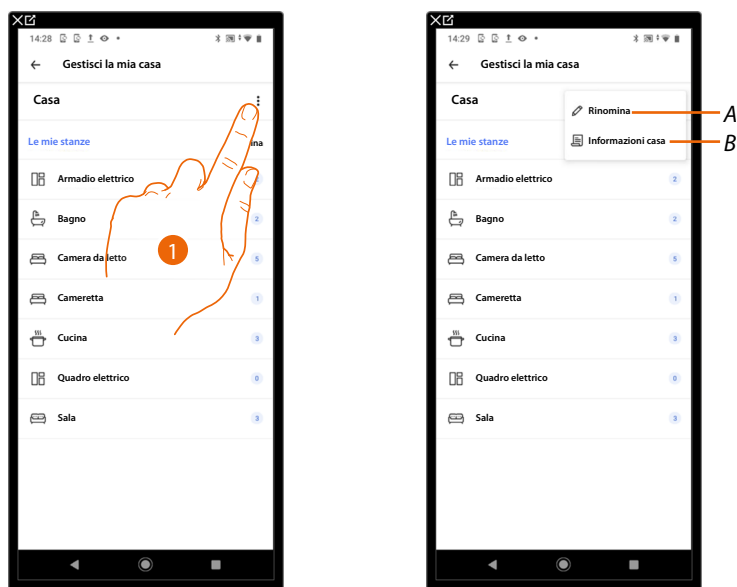 14:28
Gestisci la mia casa
Casa
Le mie stanze
ina
Armadio elettrico
Bagno
2
Camera da letto
5
Cameretta
1
Cucina
3
Quadro elettrico
0
Sala
3
1
14:29
Gestisci la mia casa
Casa
Rinomina
A
Le mie stanze
Informazioni casa
B
Armadio elettrico
2
Bagno
2
Camera da letto
5
Cameretta
1
Cucina
3
Quadro elettrico
0
Sala
3